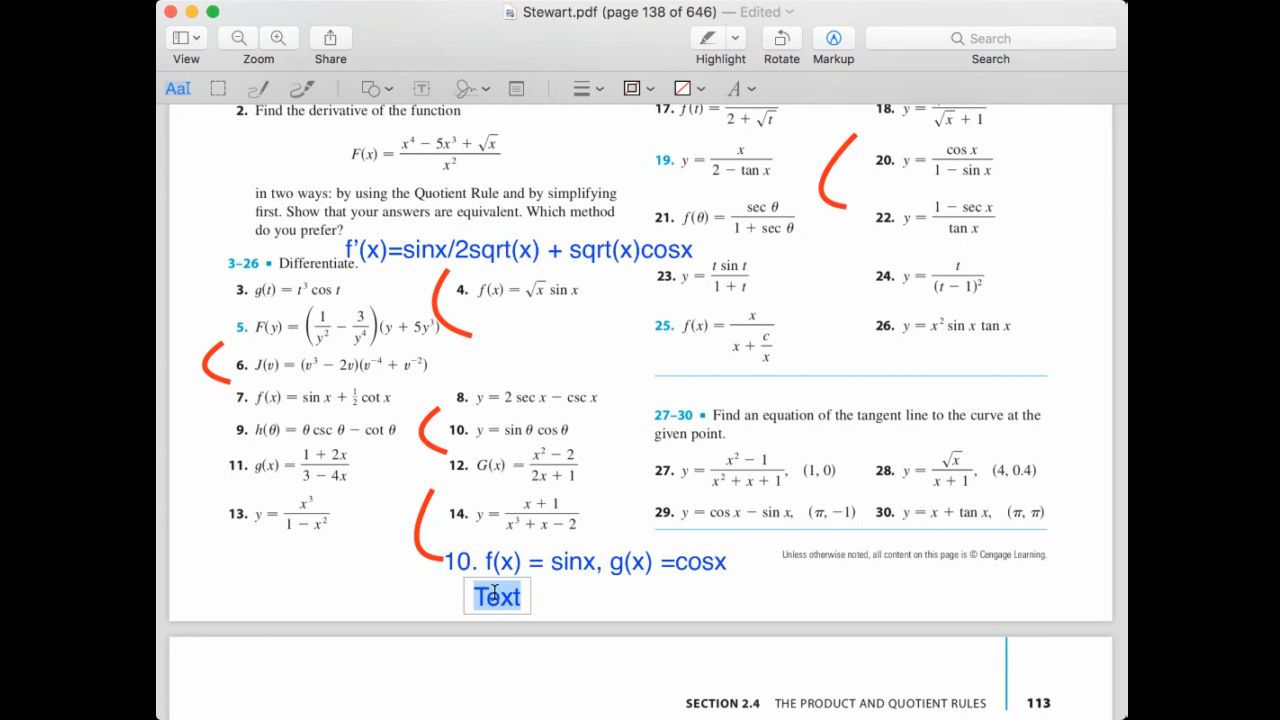 Stewart.pdf (page 138 of 646) — Edited
View Zoom Share Highlight Rotate Markup Search
Search
AaI T A
2. Find the derivative of the function
F(x) = (x⁴ − 5x³ + √x) / x²
in two ways: by using the Quotient Rule and by simplifying
first. Show that your answers are equivalent. Which method
do you prefer?
f'(x)=sinx/2sqrt(x) + sqrt(x)cosx
3–26 ■ Differentiate.
3. g(t) = t³ cos t
4. f(x) = √x sin x
5. F(y) = (1/y² − 3/y⁴)(y + 5y³)
6. J(v) = (v³ − 2v)(v⁻⁴ + v⁻²)
7. f(x) = sin x + ½ cot x
8. y = 2 sec x − csc x
9. h(θ) = θ csc θ − cot θ
10. y = sin θ cos θ
11. g(x) = (1 + 2x) / (3 − 4x)
12. G(x) = (x² − 2) / (2x + 1)
13. y = x³ / (1 − x²)
14. y = (x + 1) / (x³ + x − 2)
10. f(x) = sinx, g(x) =cosx
Text
17. f(t) = / (2 + √t)
18. y = / (√x + 1)
19. y = x / (2 − tan x)
20. y = cos x / (1 − sin x)
21. f(θ) = sec θ / (1 + sec θ)
22. y = (1 − sec x) / tan x
23. y = t sin t / (1 + t)
24. y = t / (t − 1)²
25. f(x) = x / (x + c/x)
26. y = x² sin x tan x
27–30 ■ Find an equation of the tangent line to the curve at the
given point.
27. y = (x² − 1) / (x² + x + 1), (1, 0)
28. y = √x / (x + 1), (4, 0.4)
29. y = cos x − sin x, (π, −1)
30. y = x + tan x, (π, π)
Unless otherwise noted, all content on this page is © Cengage Learning.
SECTION 2.4 THE PRODUCT AND QUOTIENT RULES 113